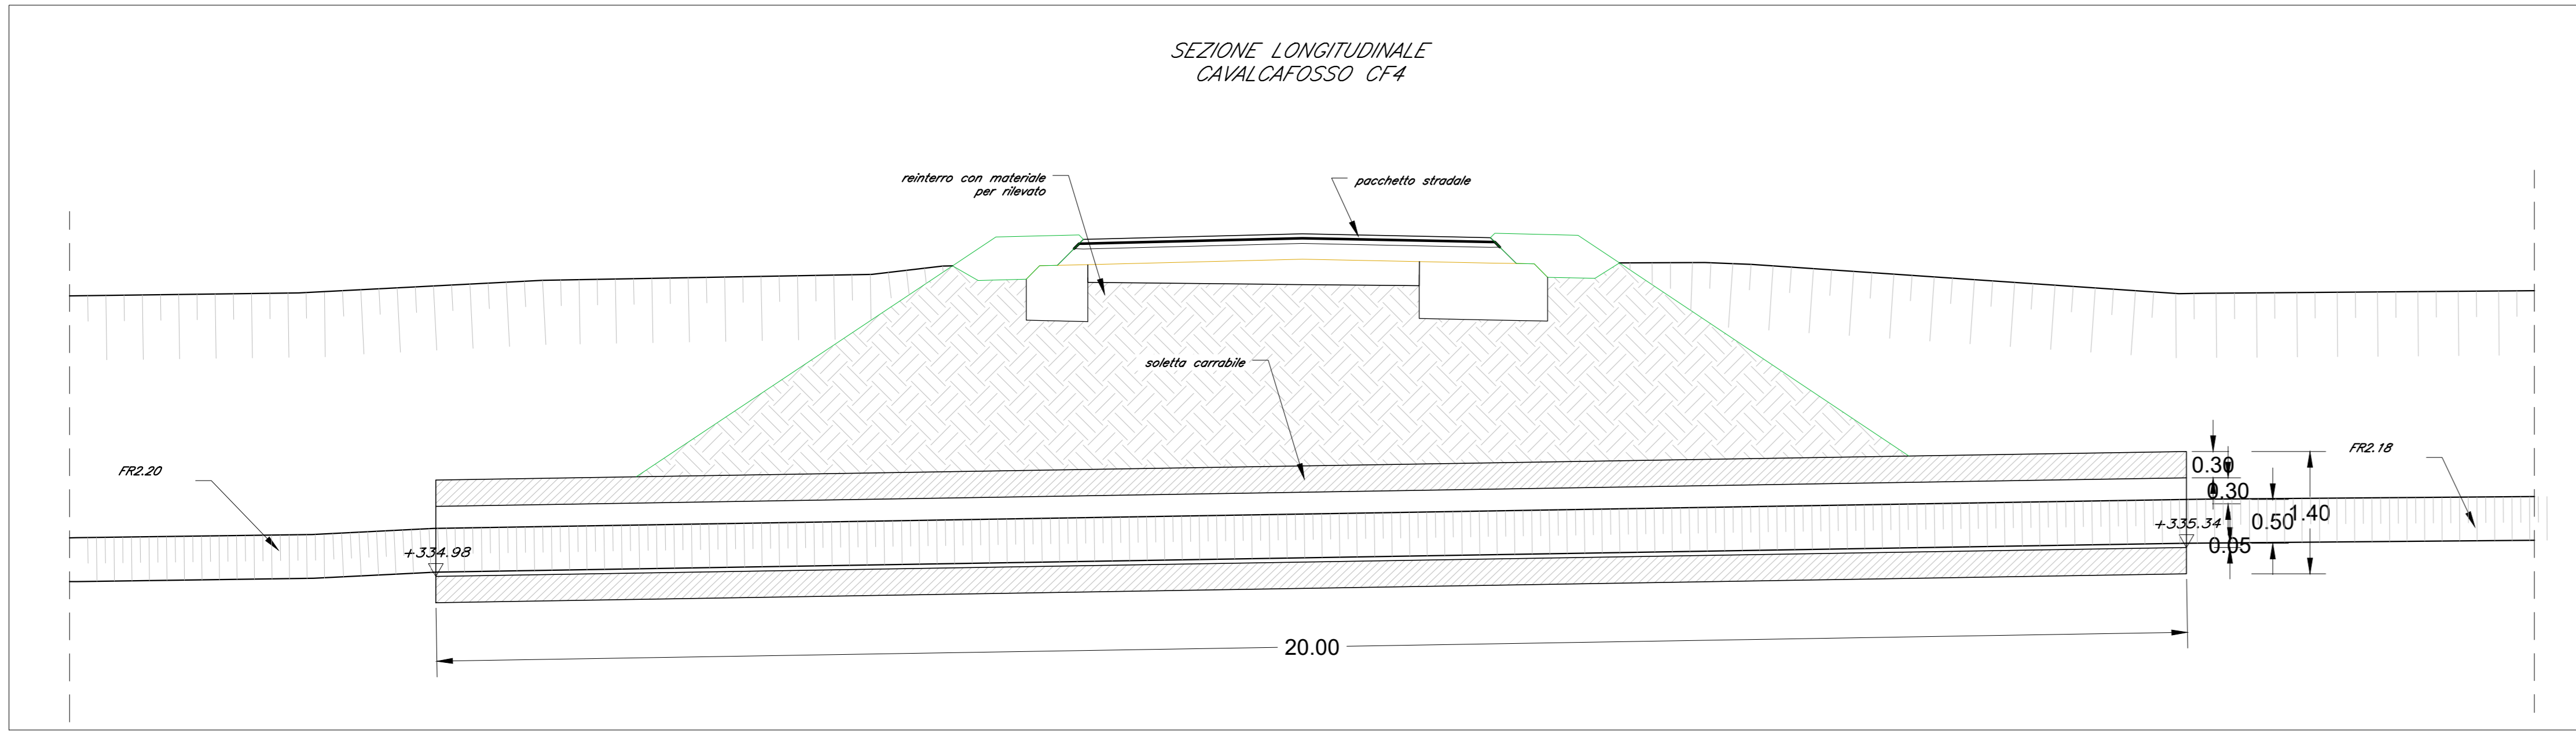 SEZIONE LONGITUDINALE
CAVALCAFOSSO CF4
reinterro con materiale
per rilevato
pacchetto stradale
soletta carrabile
FR2.20
FR2.18
0.30
0.30
1.40
0.50
+335.34
0.05
+334.98
20.00